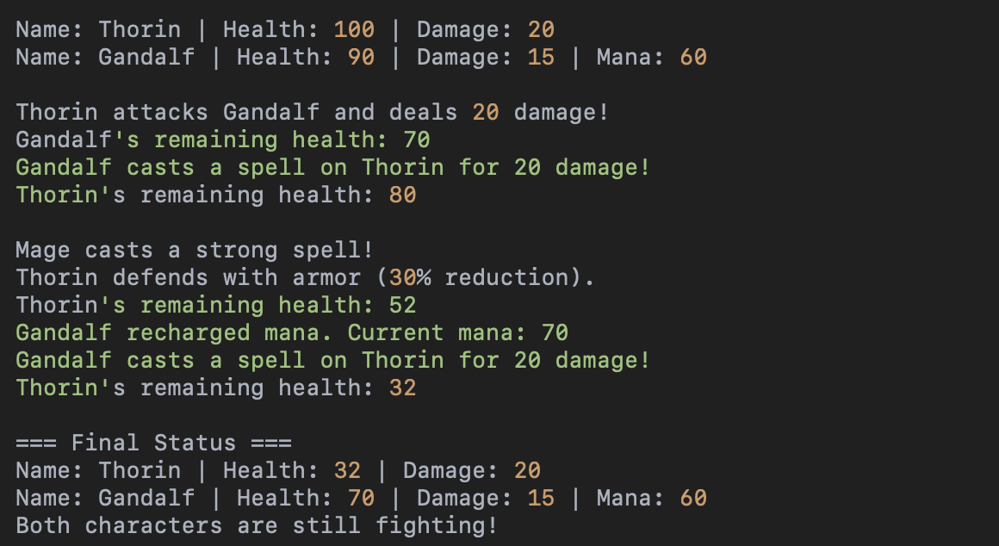 Name: Thorin | Health: 100 | Damage: 20
Name: Gandalf | Health: 90 | Damage: 15 | Mana: 60
Thorin attacks Gandalf and deals 20 damage!
Gandalf's remaining health: 70
Gandalf casts a spell on Thorin for 20 damage!
Thorin's remaining health: 80
Mage casts a strong spell!
Thorin defends with armor (30% reduction).
Thorin's remaining health: 52
Gandalf recharged mana. Current mana: 70
Gandalf casts a spell on Thorin for 20 damage!
Thorin's remaining health: 32
=== Final Status ===
Name: Thorin | Health: 32 | Damage: 20
Name: Gandalf | Health: 70 | Damage: 15 | Mana: 60
Both characters are still fighting!